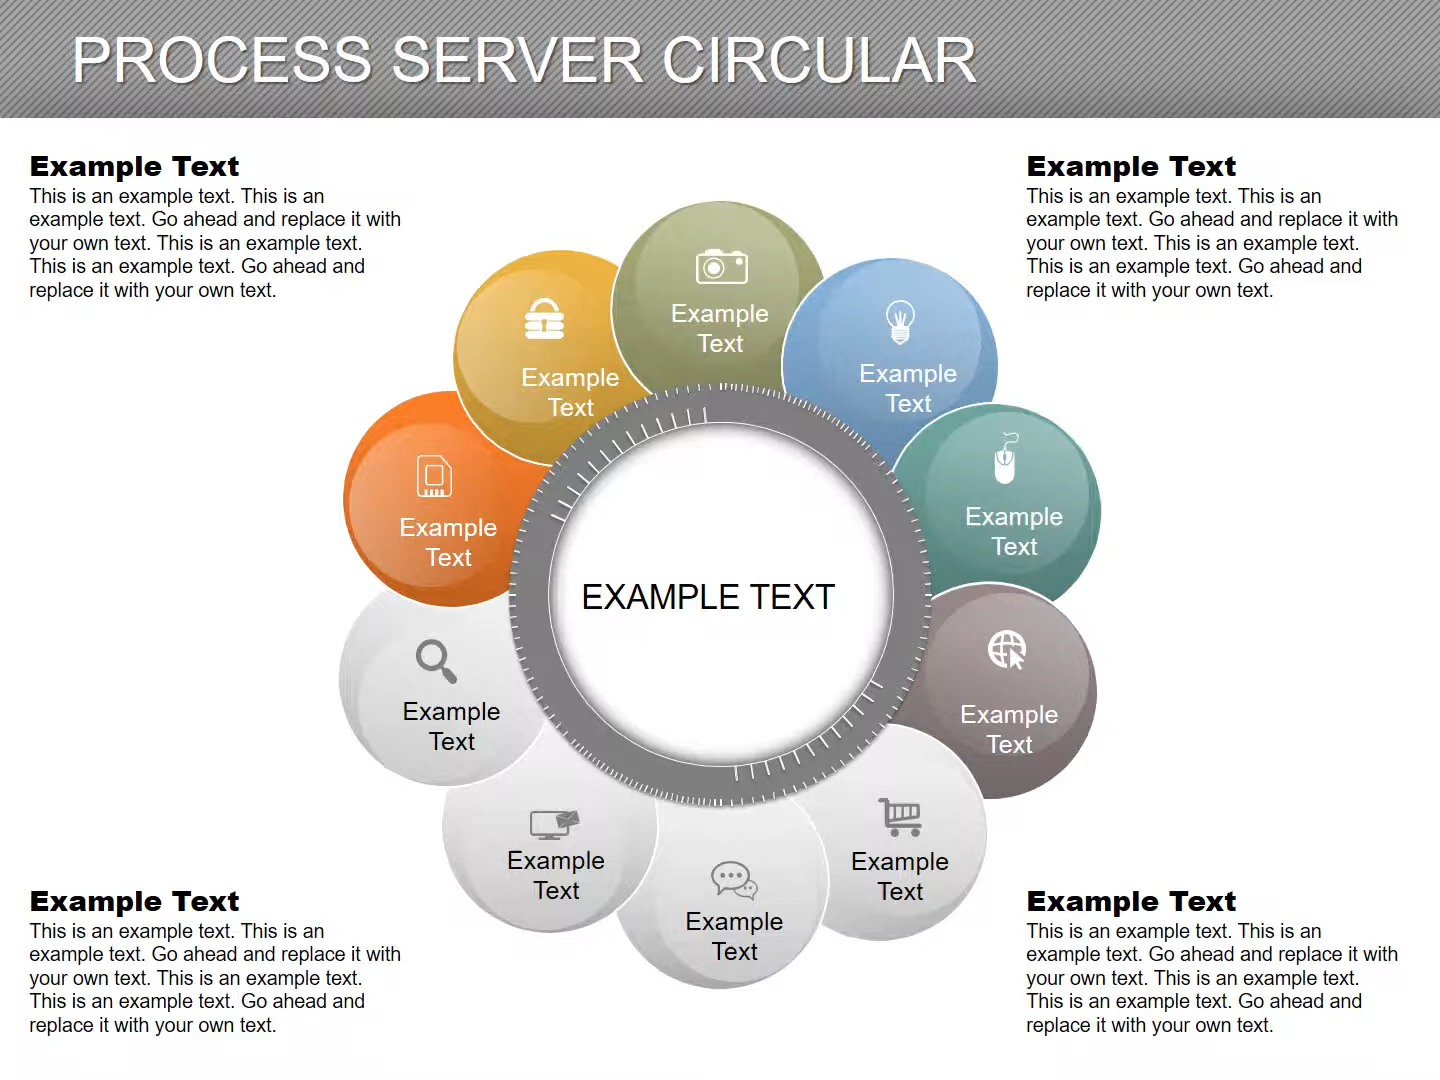 PROCESS SERVER CIRCULAR
Example Text
This is an example text. This is an
example text. Go ahead and replace it with
your own text. This is an example text.
This is an example text. Go ahead and
replace it with your own text.
Example Text
This is an example text. This is an
example text. Go ahead and replace it with
your own text. This is an example text.
This is an example text. Go ahead and
replace it with your own text.
Example
Text
Example
Text
Example
Text
Example
Text
Example
Text
EXAMPLE TEXT
Example
Text
Example
Text
Example
Text
Example
Text
Example
Text
Example Text
This is an example text. This is an
example text. Go ahead and replace it with
your own text. This is an example text.
This is an example text. Go ahead and
replace it with your own text.
Example Text
This is an example text. This is an
example text. Go ahead and replace it with
your own text. This is an example text.
This is an example text. Go ahead and
replace it with your own text.